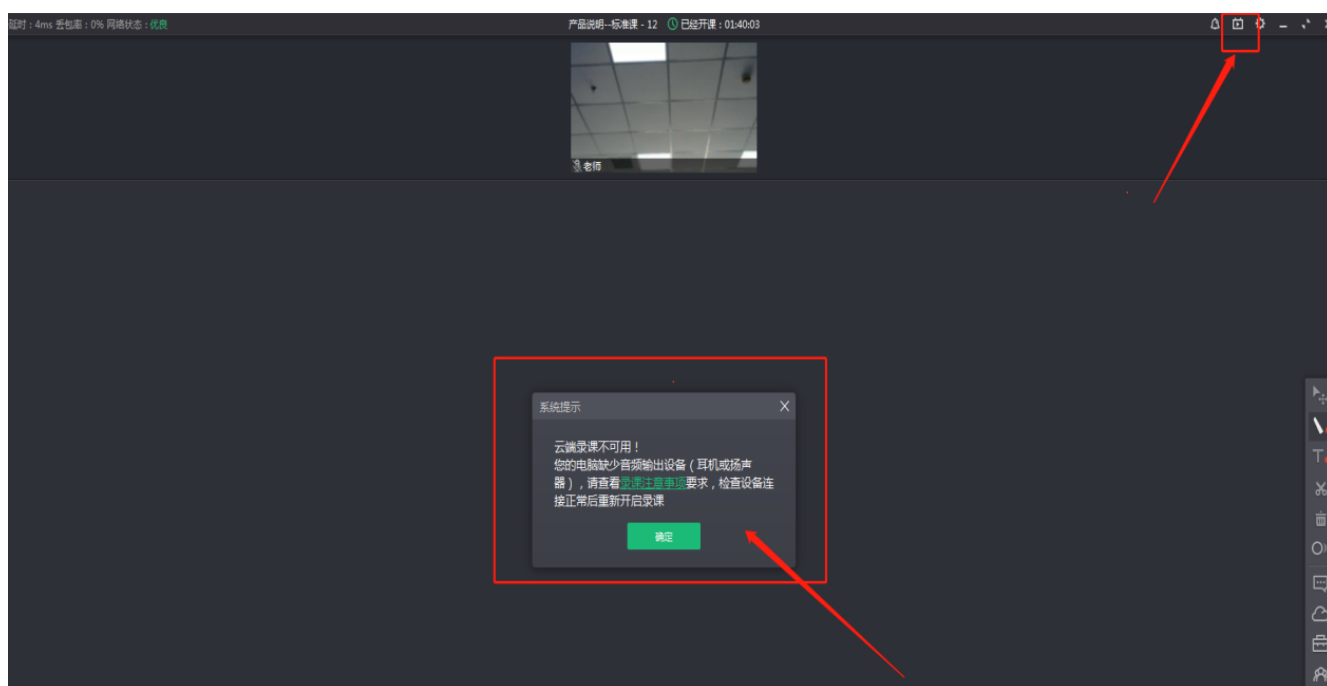 延时：4ms 丢包率：0% 网络状态：优良
产品说明--标准课 - 12 已经开课：01:40:03
老师
系统提示
云端录课不可用！
您的电脑缺少音频输出设备（耳机或扬声
器），请查看录课注意事项要求，检查设备连
接正常后重新开启录课
确定